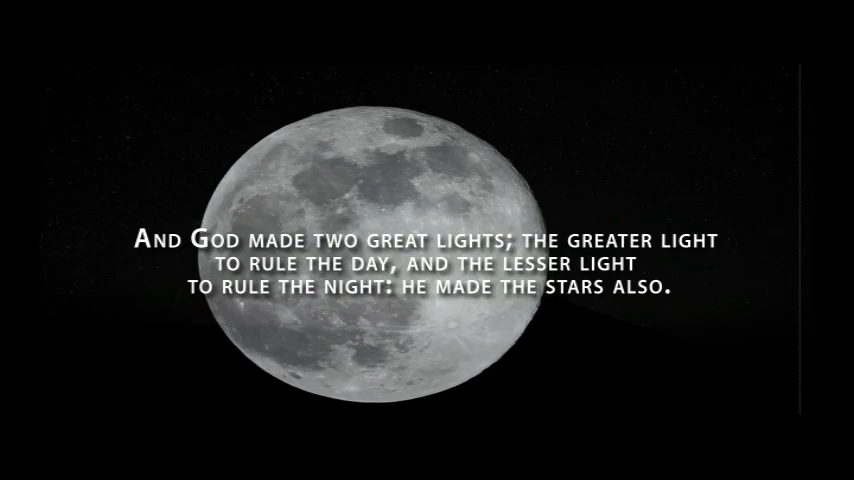 And God made two great lights; the greater light
to rule the day, and the lesser light
to rule the night: he made the stars also.